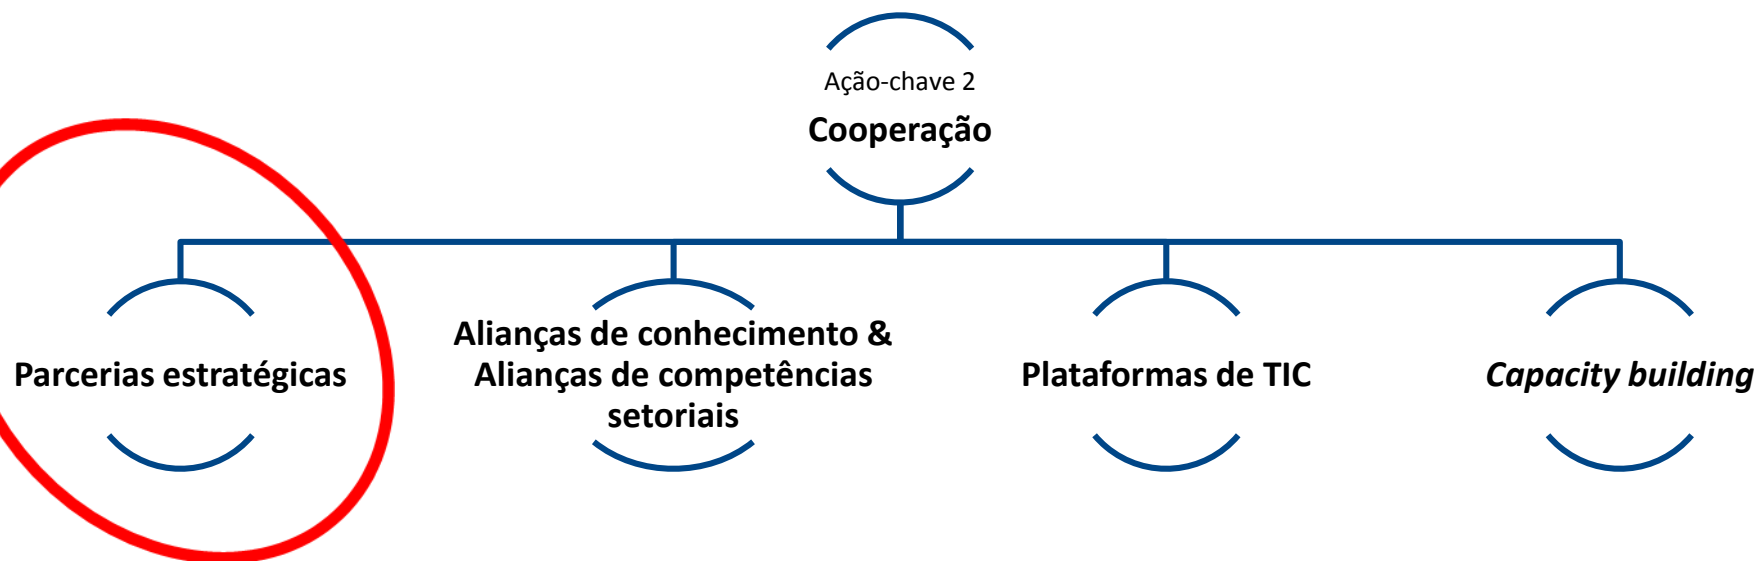 Ação-chave 2
Cooperação
Parcerias estratégicas
Alianças de conhecimento &
Alianças de competências
setoriais
Plataformas de TIC
Capacity building